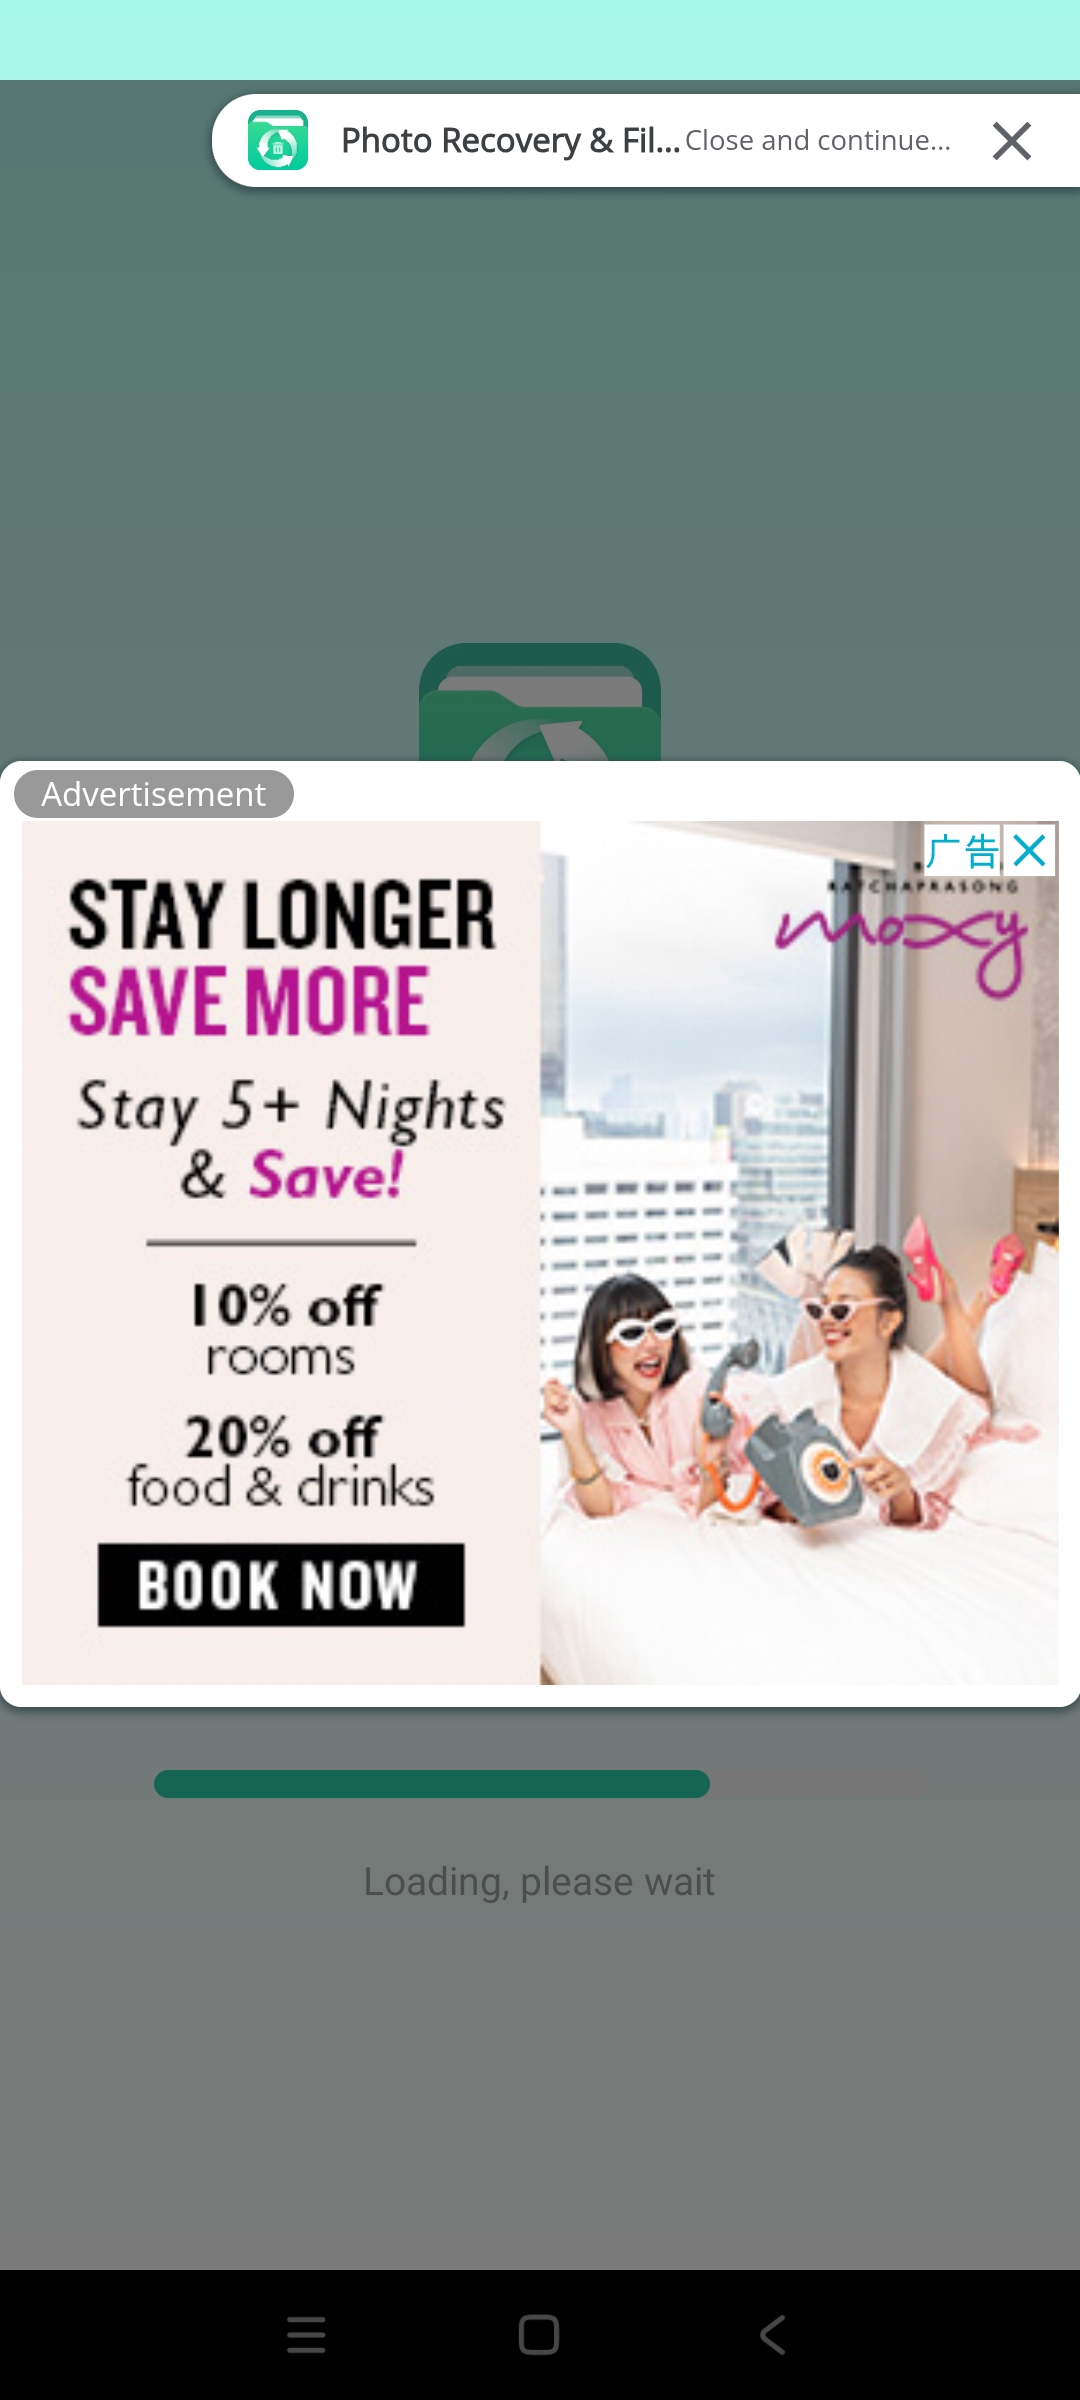 Photo Recovery & Fil... Close and continue...
Advertisement
广告
STAY LONGER
SAVE MORE
Stay 5+ Nights
& Save!
10% off
rooms
20% off
food & drinks
BOOK NOW
RATCHAPRASONG
moxy
Loading, please wait